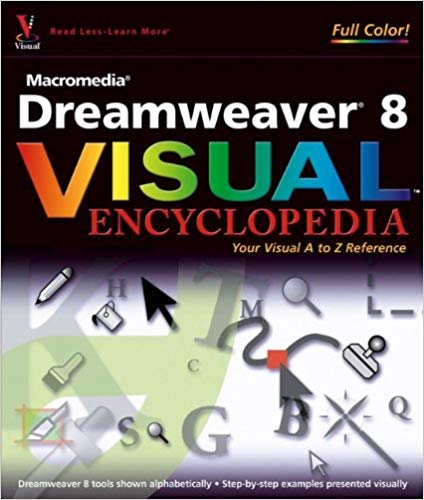 Visual
Read Less-Learn More®
Full Color!
Macromedia®
Dreamweaver® 8
VISUAL™
ENCYCLOPEDIA
Your Visual A to Z Reference
H
T
M
C
S
G
B
Q
Dreamweaver 8 tools shown alphabetically • Step-by-step examples presented visually